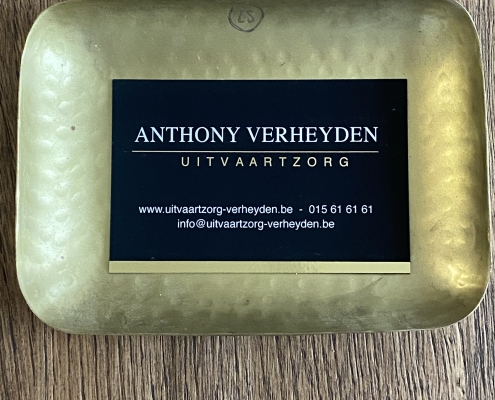 ANTHONY VERHEYDEN
UITVAARTZORG
www.uitvaartzorg-verheyden.be - 015 61 61 61
info@uitvaartzorg-verheyden.be